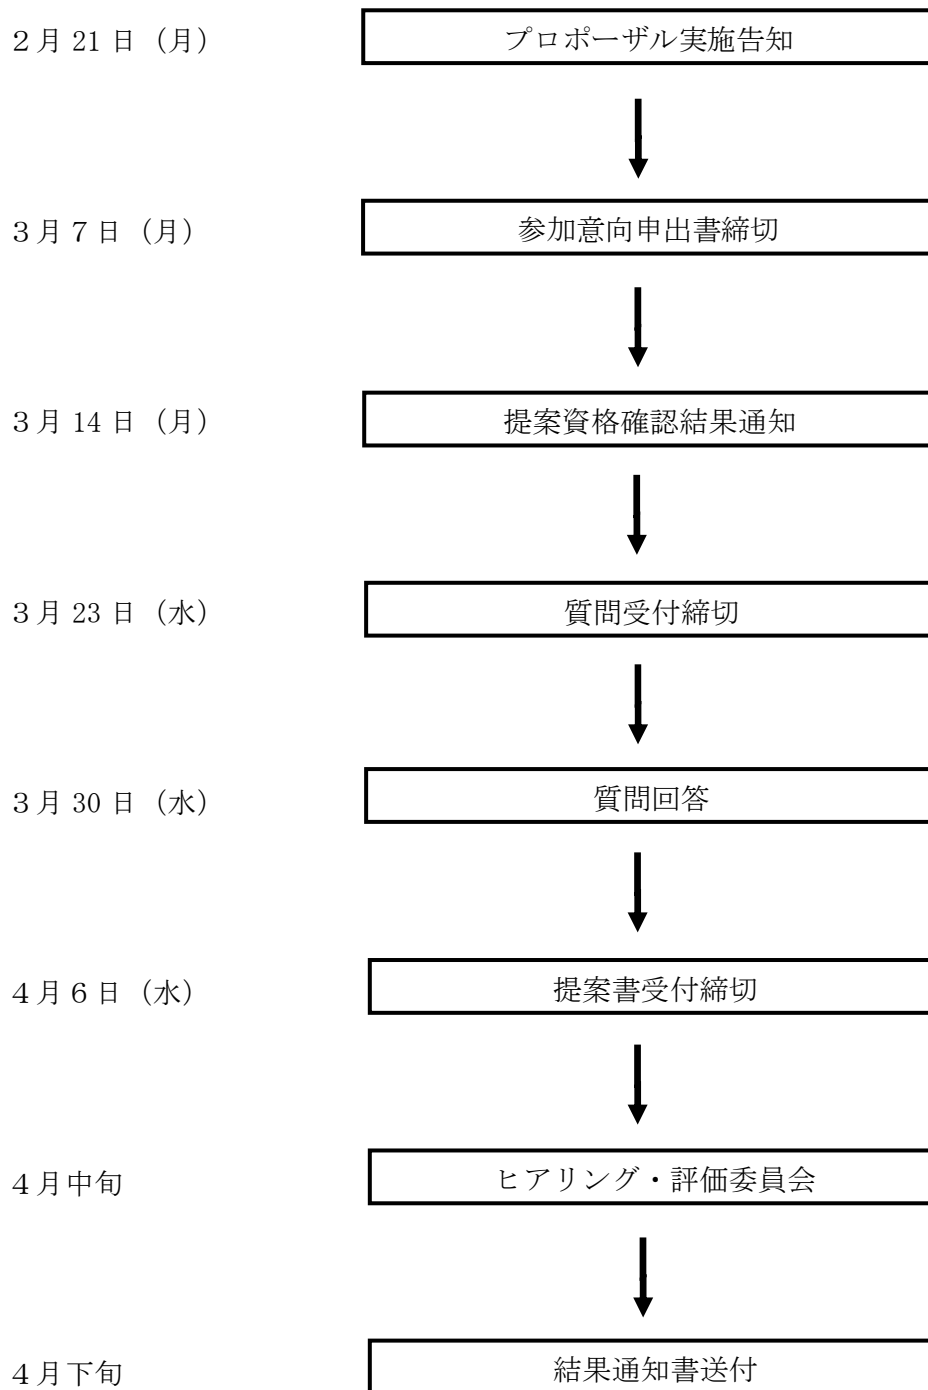 ２月 21 日（月）
プロポーザル実施告知
３月７日（月）
参加意向申出書締切
３月 14 日（月）
提案資格確認結果通知
３月 23 日（水）
質問受付締切
３月 30 日（水）
質問回答
４月６日（水）
提案書受付締切
４月中旬
ヒアリング・評価委員会
４月下旬
結果通知書送付